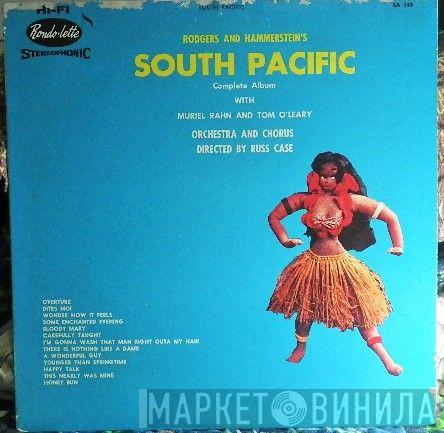 HI-FI
Rondo-lette
STEREOPHONIC
SOUTH PACIFIC
SA 148
RODGERS AND HAMMERSTEIN'S
SOUTH PACIFIC
Complete Album
WITH
MURIEL RAHN AND TOM O'LEARY
ORCHESTRA AND CHORUS
DIRECTED BY RUSS CASE
OVERTURE
DITES MOI
WONDER HOW IT FEELS
SOME ENCHANTED EVENING
BLOODY MARY
CAREFULLY TAUGHT
I'M GONNA WASH THAT MAN RIGHT OUTA MY HAIR
THERE IS NOTHING LIKE A DAME
A WONDERFUL GUY
YOUNGER THAN SPRINGTIME
HAPPY TALK
THIS NEARLY WAS MINE
HONEY BUN
МАРКЕТ ВИНИЛА